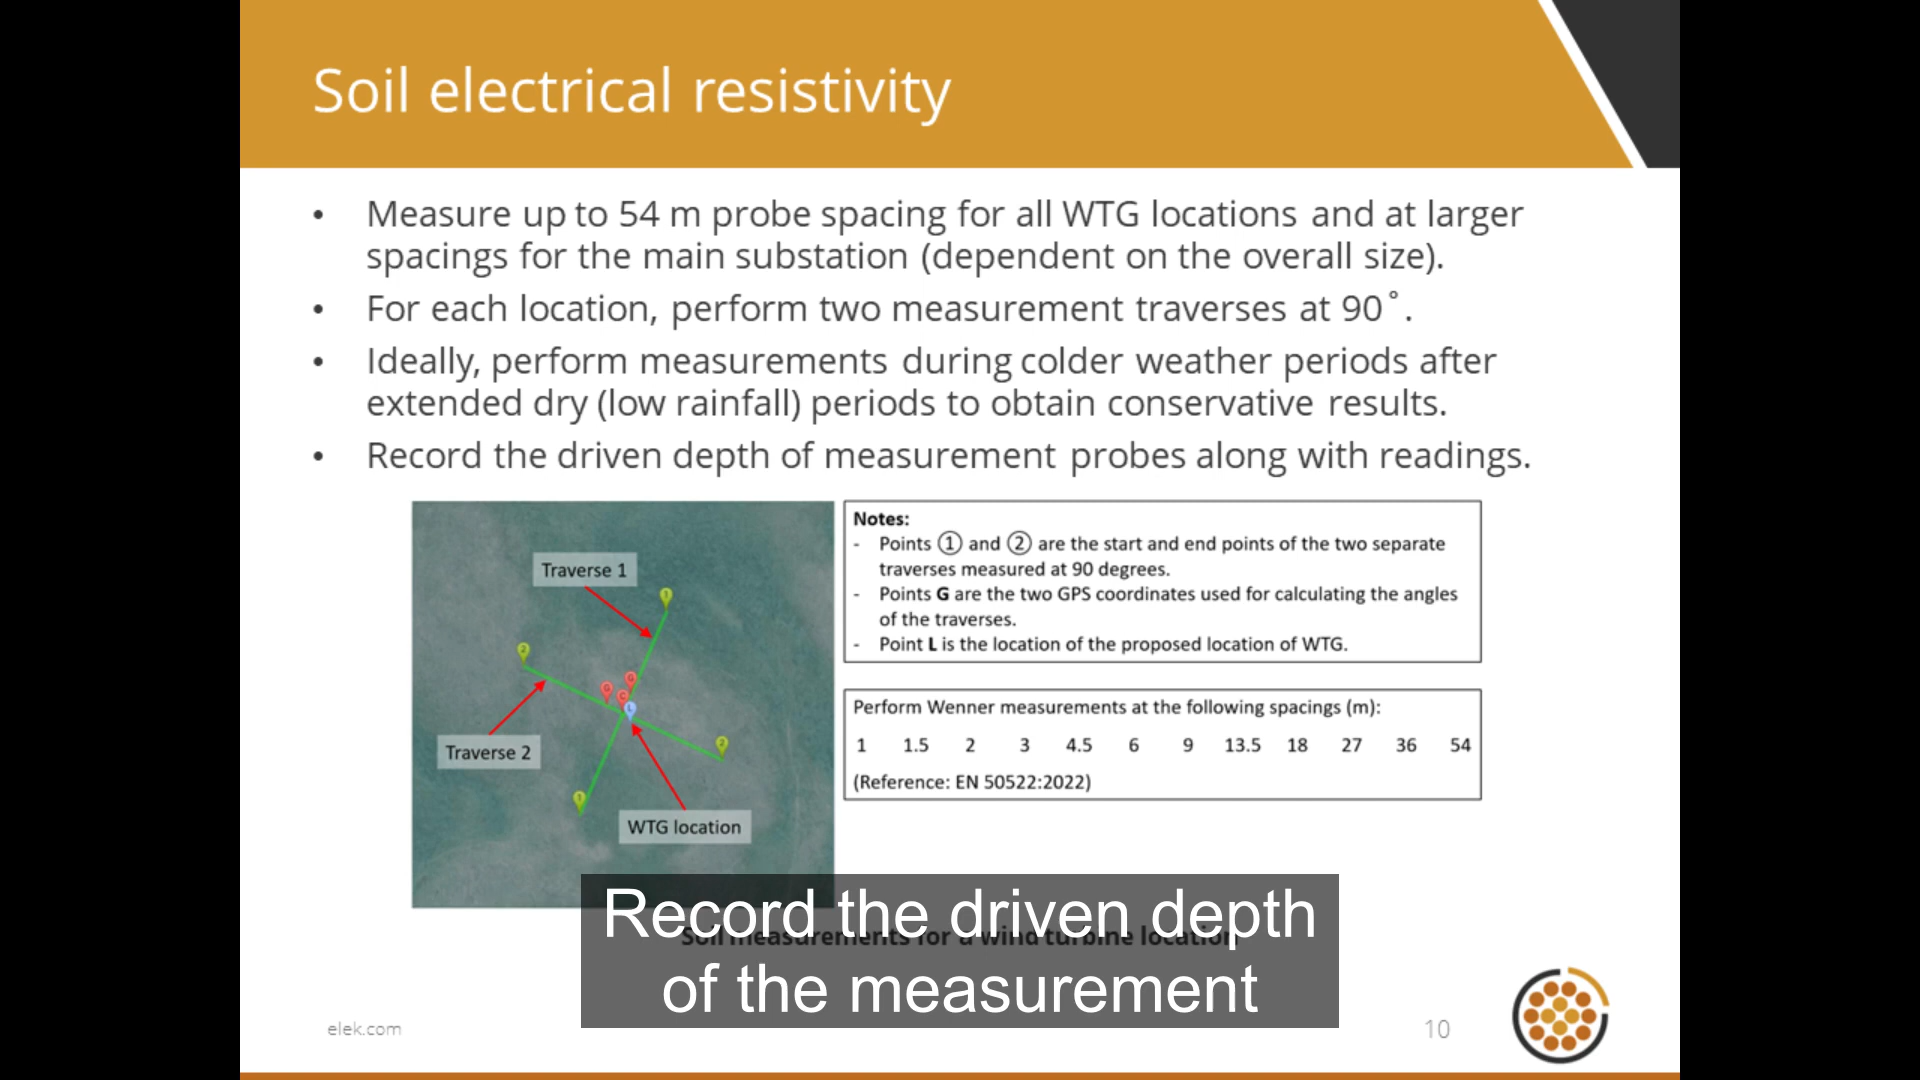 Soil electrical resistivity
• Measure up to 54 m probe spacing for all WTG locations and at larger
spacings for the main substation (dependent on the overall size).
• For each location, perform two measurement traverses at 90˚.
• Ideally, perform measurements during colder weather periods after
extended dry (low rainfall) periods to obtain conservative results.
• Record the driven depth of measurement probes along with readings.
Traverse 1
1
2
G
G
C
L
2
Traverse 2
1
WTG location
Notes:
- Points ① and ② are the start and end points of the two separate
traverses measured at 90 degrees.
- Points G are the two GPS coordinates used for calculating the angles
of the traverses.
- Point L is the location of the proposed location of WTG.
Perform Wenner measurements at the following spacings (m):
1 1.5 2 3 4.5 6 9 13.5 18 27 36 54
(Reference: EN 50522:2022)
Soil measurements for a wind turbine location
Record the driven depth
of the measurement
elek.com
10